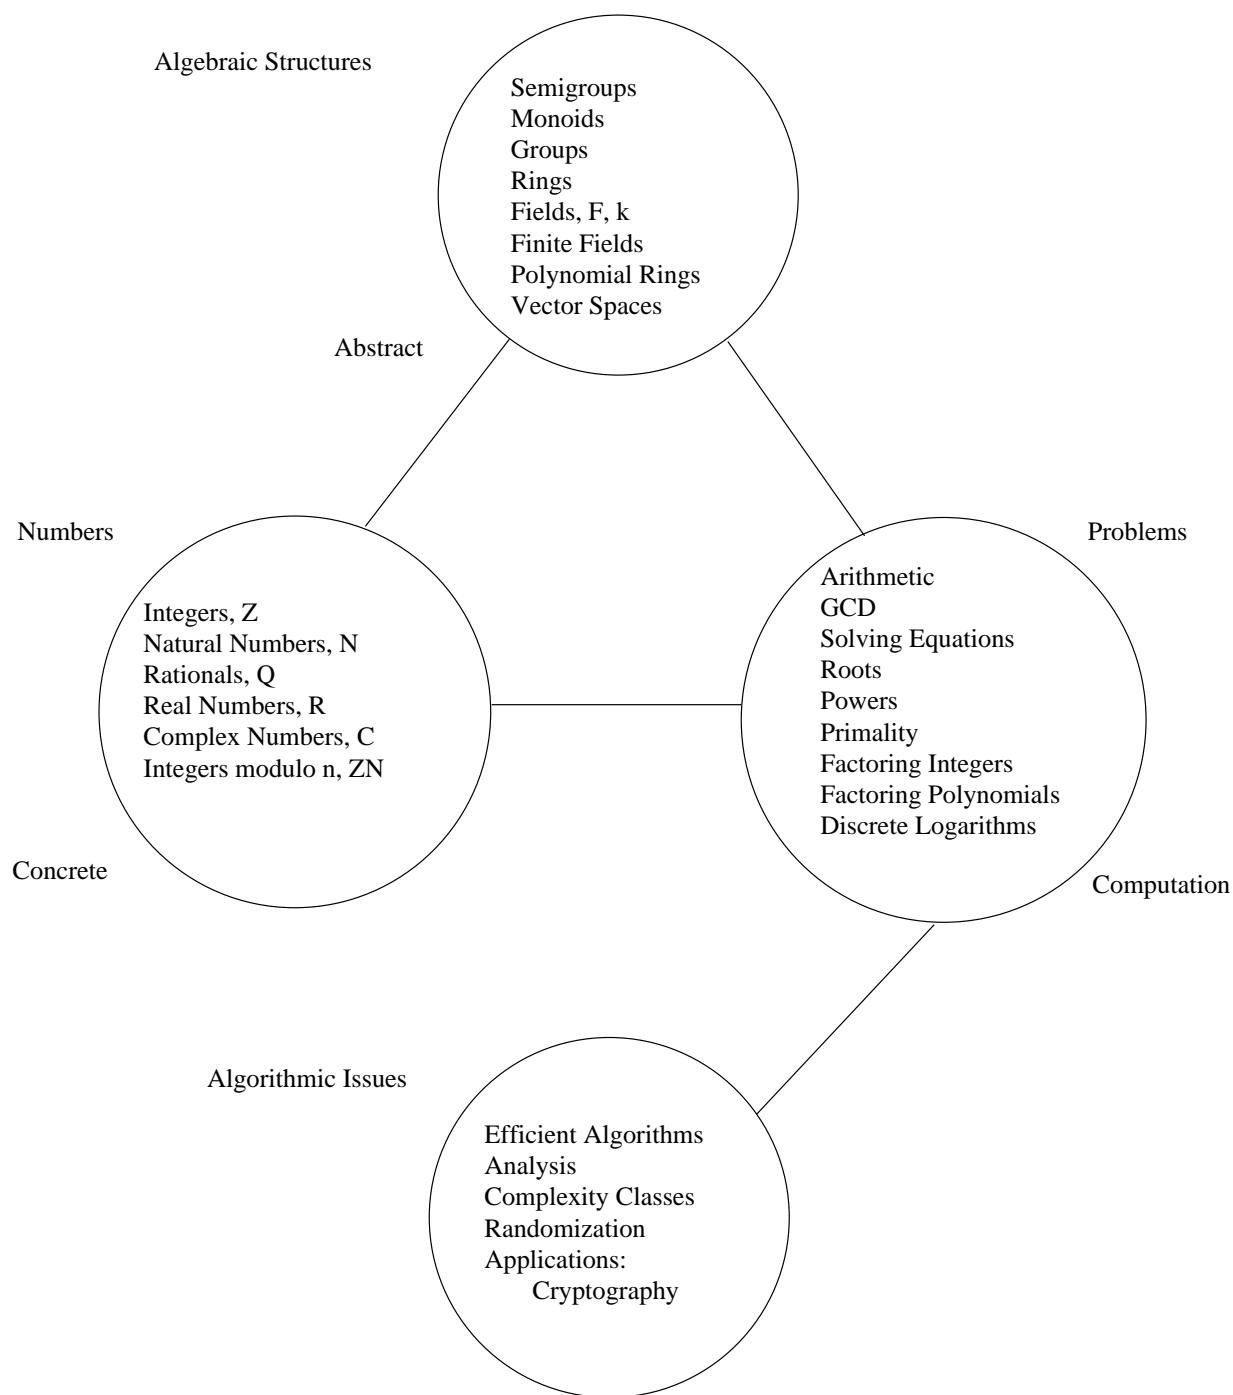 Algebraic Structures
Semigroups
Monoids
Groups
Rings
Fields, F, k
Finite Fields
Polynomial Rings
Vector Spaces
Abstract
Numbers
Integers, Z
Natural Numbers, N
Rationals, Q
Real Numbers, R
Complex Numbers, C
Integers modulo n, ZN
Concrete
Problems
Arithmetic
GCD
Solving Equations
Roots
Powers
Primality
Factoring Integers
Factoring Polynomials
Discrete Logarithms
Computation
Algorithmic Issues
Efficient Algorithms
Analysis
Complexity Classes
Randomization
Applications:
Cryptography